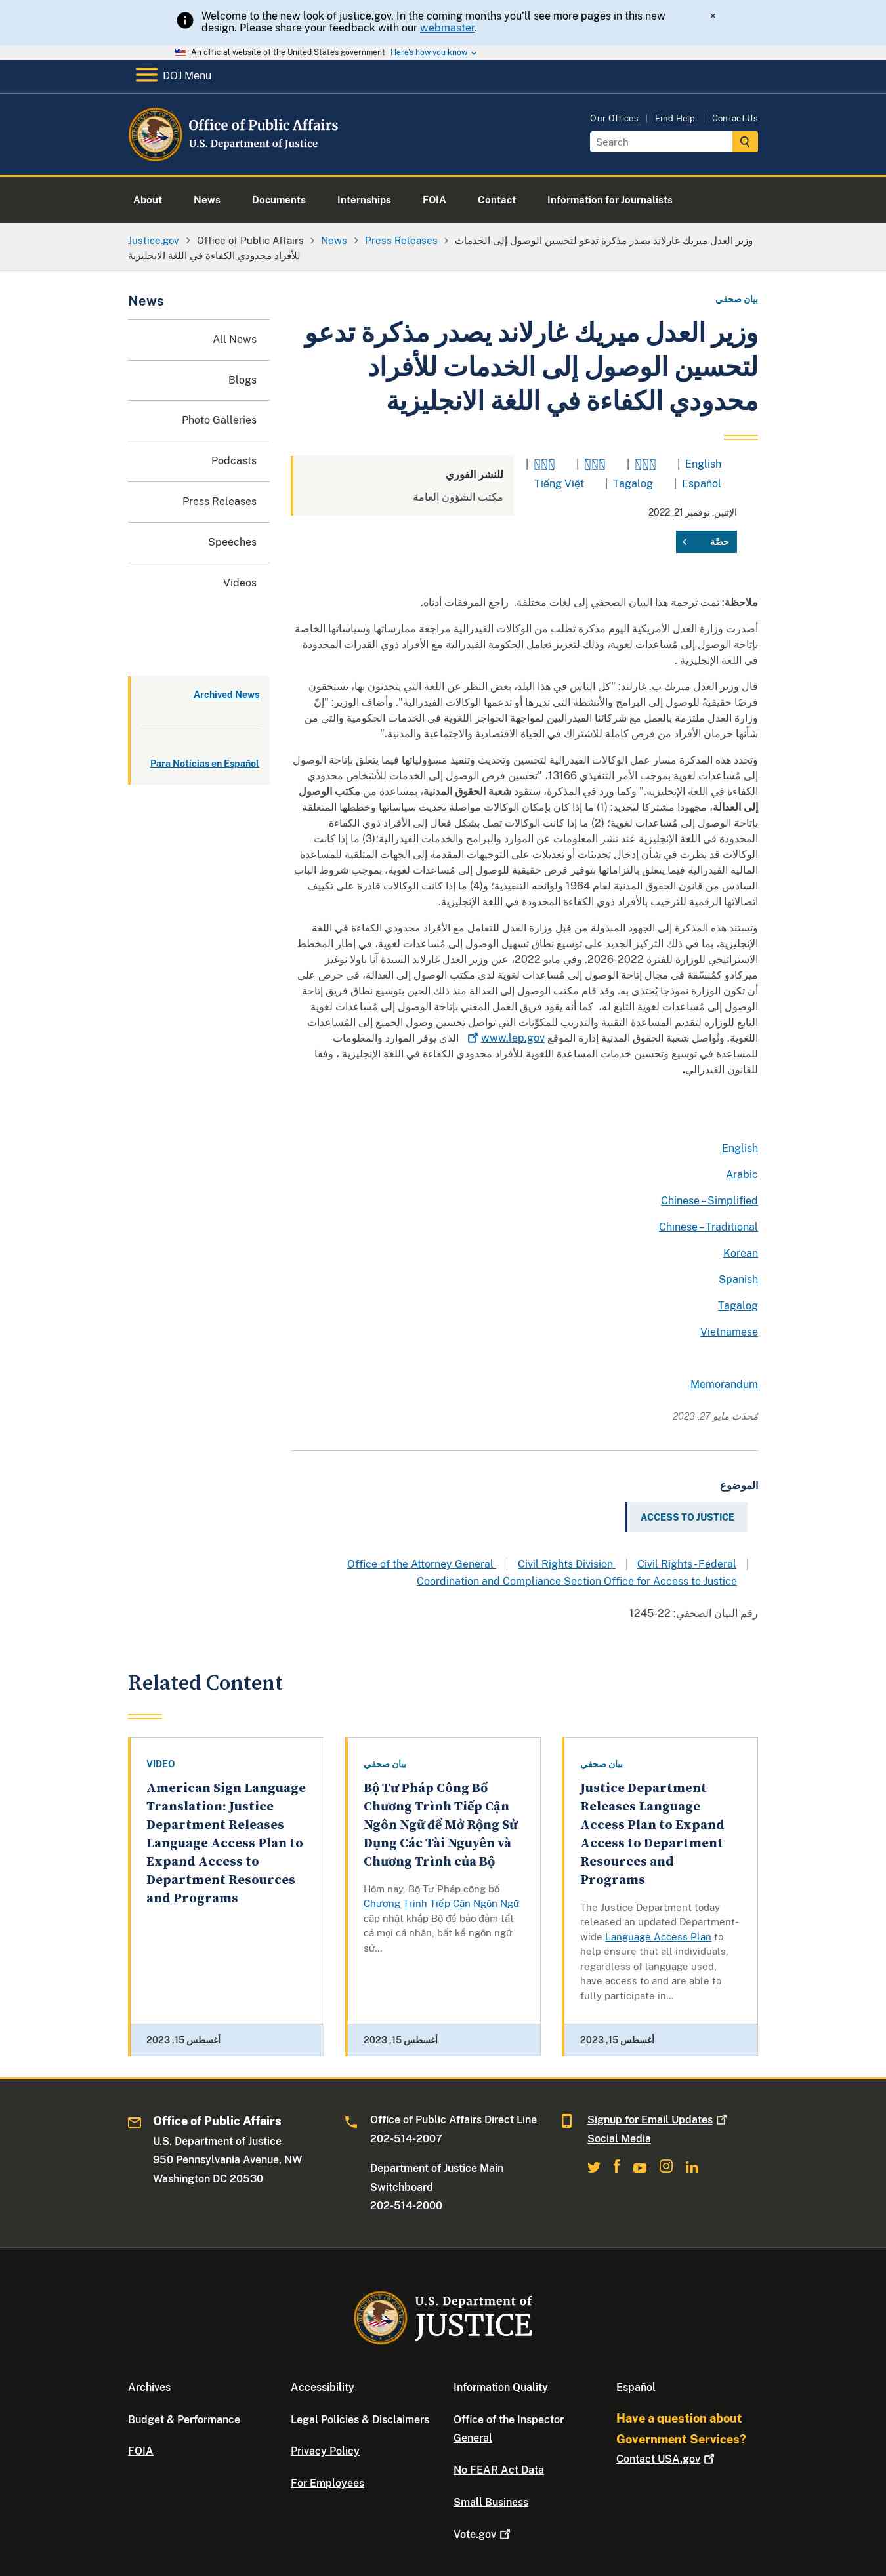 Welcome to the new look of justice.gov. In the coming months you'll see more pages in this new
design. Please share your feedback with our webmaster.
×
An official website of the United States government Here's how you know
DOJ Menu
Office of Public Affairs
U.S. Department of Justice
Our Offices | Find Help | Contact Us
Search
About News Documents Internships FOIA Contact Information for Journalists
Justice.gov > Office of Public Affairs > News > Press Releases > وزير العدل ميريك غارلاند يصدر مذكرة تدعو لتحسين الوصول إلى الخدمات
للأفراد محدودي الكفاءة في اللغة الانجليزية
News
All News
Blogs
Photo Galleries
Podcasts
Press Releases
Speeches
Videos
Archived News
Para Notícias en Español
بيان صحفي
وزير العدل ميريك غارلاند يصدر مذكرة تدعو
لتحسين الوصول إلى الخدمات للأفراد
محدودي الكفاءة في اللغة الانجليزية
للنشر الفوري
مكتب الشؤون العامة
English |
Español | Tagalog | Tiếng Việt
الإثنين, نوفمبر 21, 2022
حصَّة
ملاحظة: تمت ترجمة هذا البيان الصحفي إلى لغات مختلفة. راجع المرفقات أدناه.
أصدرت وزارة العدل الأمريكية اليوم مذكرة تطلب من الوكالات الفيدرالية مراجعة ممارساتها وسياساتها الخاصة
بإتاحة الوصول إلى مُساعدات لغوية، وذلك لتعزيز تعامل الحكومة الفيدرالية مع الأفراد ذوي القدرات المحدودة
في اللغة الإنجليزية .
قال وزير العدل ميريك ب. غارلند: "كل الناس في هذا البلد، بغض النظر عن اللغة التي يتحدثون بها، يستحقون
فرصًا حقيقيةً للوصول إلى البرامج والأنشطة التي تديرها أو تدعمها الوكالات الفيدرالية". وأضاف الوزير: "إنّ
وزارة العدل ملتزمة بالعمل مع شركائنا الفيدراليين لمواجهة الحواجز اللغوية في الخدمات الحكومية والتي من
شأنها حرمان الأفراد من فرص كاملة للاشتراك في الحياة الاقتصادية والاجتماعية والمدنية."
وتحدد هذه المذكرة مسار عمل الوكالات الفيدرالية لتحسين وتحديث وتنفيذ مسؤولياتها فيما يتعلق بإتاحة الوصول
إلى مُساعدات لغوية بموجب الأمر التنفيذي 13166، "تحسين فرص الوصول إلى الخدمات للأشخاص محدودي
الكفاءة في اللغة الإنجليزية." وكما ورد في المذكرة، ستقود شعبة الحقوق المدنية، بمساعدة من مكتب الوصول
إلى العدالة، مجهودا مشتركا لتحديد: (1) ما إذا كان بإمكان الوكالات مواصلة تحديث سياساتها وخططها المتعلقة
بإتاحة الوصول إلى مُساعدات لغوية؛ (2) ما إذا كانت الوكالات تصل بشكل فعال إلى الأفراد ذوي الكفاءة
المحدودة في اللغة الإنجليزية عند نشر المعلومات عن الموارد والبرامج والخدمات الفيدرالية؛(3) ما إذا كانت
الوكالات قد نظرت في شأن إدخال تحديثات أو تعديلات على التوجيهات المقدمة إلى الجهات المتلقية للمساعدة
المالية الفيدرالية فيما يتعلق بالتزاماتها بتوفير فرص حقيقية للوصول إلى مُساعدات لغوية، بموجب شروط الباب
السادس من قانون الحقوق المدنية لعام 1964 ولوائحه التنفيذية؛ و(4) ما إذا كانت الوكالات قادرة على تكييف
اتصالاتها الرقمية للترحيب بالأفراد ذوي الكفاءة المحدودة في اللغة الإنجليزية.
وتستند هذه المذكرة إلى الجهود المبذولة من قِبَل وزارة العدل للتعامل مع الأفراد محدودي الكفاءة في اللغة
الإنجليزية، بما في ذلك التركيز الجديد على توسيع نطاق تسهيل الوصول إلى مُساعدات لغوية، في إطار المخطط
الاستراتيجي للوزارة للفترة 2022-2026. وفي مايو 2022، عين وزير العدل غارلاند السيدة آنا باولا نوغيز
ميركادو كمُنسّقة في مجال إتاحة الوصول إلى مُساعدات لغوية لدى مكتب الوصول إلى العدالة، في حرص على
أن تكون الوزارة نموذجا يُحتذى به. وقد قام مكتب الوصول إلى العدالة منذ ذلك الحين بتوسيع نطاق فريق إتاحة
الوصول إلى مُساعدات لغوية التابع له، كما أنه يقود فريق العمل المعني بإتاحة الوصول إلى مُساعدات لغوية
التابع للوزارة لتقديم المساعدة التقنية والتدريب للمكوّنات التي تواصل تحسين وصول الجميع إلى المُساعدات
اللغوية. وتُواصل شعبة الحقوق المدنية إدارة الموقع www.lep.gov الذي يوفر الموارد والمعلومات
للمساعدة في توسيع وتحسين خدمات المساعدة اللغوية للأفراد محدودي الكفاءة في اللغة الإنجليزية ، وفقا
للقانون الفيدرالي.
English
Arabic
Chinese – Simplified
Chinese – Traditional
Korean
Spanish
Tagalog
Vietnamese
Memorandum
مُحدَث مايو 27, 2023
الموضوع
ACCESS TO JUSTICE
Office of the Attorney General | Civil Rights Division | Civil Rights - Federal |
Coordination and Compliance Section Office for Access to Justice
رقم البيان الصحفي: 22-1245
Related Content
VIDEO
American Sign Language
Translation: Justice
Department Releases
Language Access Plan to
Expand Access to
Department Resources
and Programs
أغسطس 15, 2023
بيان صحفي
Bộ Tư Pháp Công Bố
Chương Trình Tiếp Cận
Ngôn Ngữ để Mở Rộng Sử
Dụng Các Tài Nguyên và
Chương Trình của Bộ
Hôm nay, Bộ Tư Pháp công bố
Chương Trình Tiếp Cận Ngôn Ngữ
cập nhật khắp Bộ để bảo đảm tất
cả mọi cá nhân, bất kể ngôn ngữ
sử...
أغسطس 15, 2023
بيان صحفي
Justice Department
Releases Language
Access Plan to Expand
Access to Department
Resources and
Programs
The Justice Department today
released an updated Department-
wide Language Access Plan to
help ensure that all individuals,
regardless of language used,
have access to and are able to
fully participate in...
أغسطس 15, 2023
Office of Public Affairs
U.S. Department of Justice
950 Pennsylvania Avenue, NW
Washington DC 20530
Office of Public Affairs Direct Line
202-514-2007
Department of Justice Main
Switchboard
202-514-2000
Signup for Email Updates
Social Media
U.S. Department of
JUSTICE
Archives
Budget & Performance
FOIA
Accessibility
Legal Policies & Disclaimers
Privacy Policy
For Employees
Information Quality
Office of the Inspector
General
No FEAR Act Data
Small Business
Vote.gov
Español
Have a question about
Government Services?
Contact USA.gov